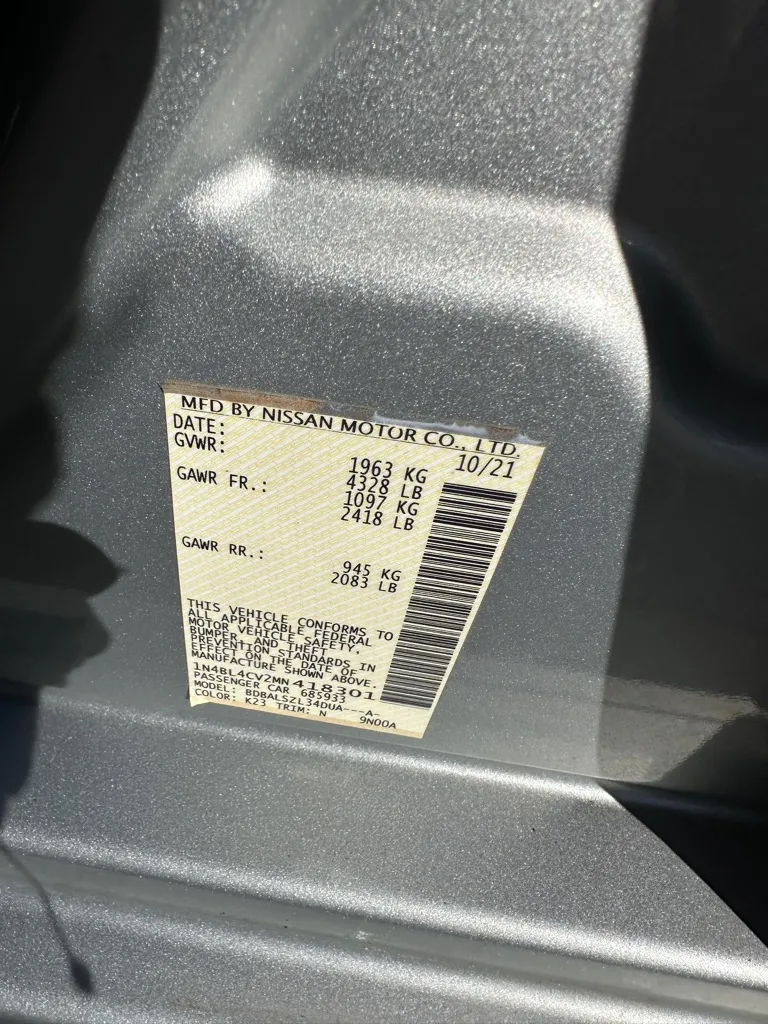 MFD BY NISSAN MOTOR CO., LTD.
DATE: 10/21
GVWR: 1963 KG
4328 LB
GAWR FR.: 1097 KG
2418 LB
GAWR RR.: 945 KG
2083 LB
THIS VEHICLE CONFORMS TO
ALL APPLICABLE FEDERAL
MOTOR VEHICLE SAFETY,
BUMPER, AND THEFT
PREVENTION STANDARDS IN
EFFECT ON THE DATE OF
MANUFACTURE SHOWN ABOVE.
1N4BL4CV2MN418301
PASSENGER CAR 685933
MODEL: BDBALSZL34DUA---A-
COLOR: K23 TRIM: N 9N00A